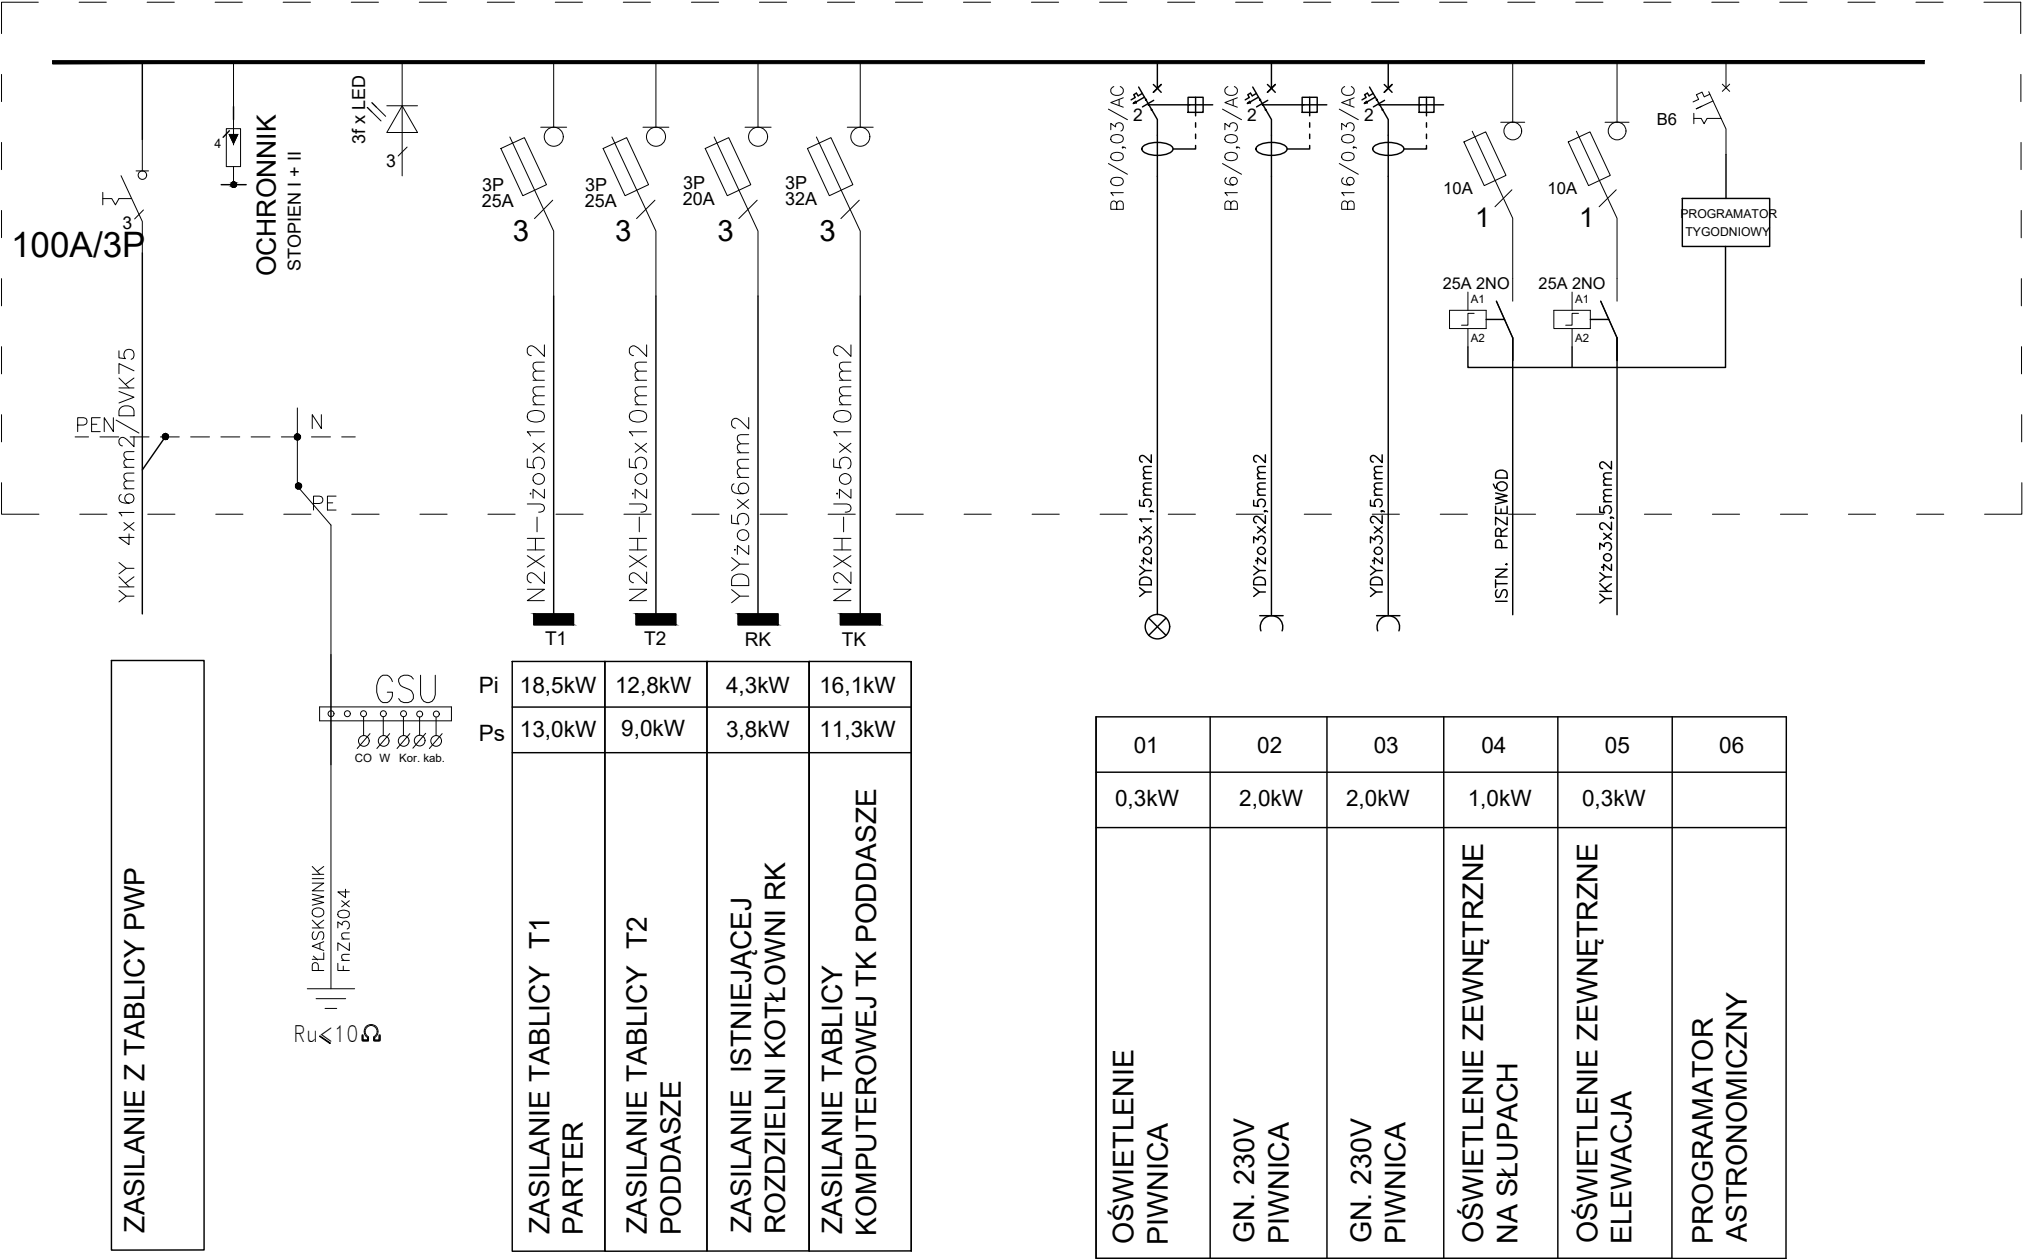 100A/3P
3
4
OCHRONNIK
STOPIEN I + II
3f x LED
3
3P
25A
3
3P
25A
3
3P
20A
3
3P
32A
3
B10/0,03/AC
2
B16/0,03/AC
2
B16/0,03/AC
2
10A
1
10A
1
B6
PROGRAMATOR
TYGODNIOWY
25A 2NO
A1
A2
25A 2NO
A1
A2
PEN
N
PE
YKY 4x16mm2/DVK75
N2XH-Jżo5x10mm2
N2XH-Jżo5x10mm2
YDYżo5x6mm2
N2XH-Jżo5x10mm2
YDYżo3x1,5mm2
YDYżo3x2,5mm2
YDYżo3x2,5mm2
ISTN. PRZEWÓD
YKYżo3x2,5mm2
T1
T2
RK
TK
GSU
CO W Kor. kab.
PŁASKOWNIK
FnZn30x4
Ru⩽10Ω
ZASILANIE Z TABLICY PWP
Pi 18,5kW 12,8kW 4,3kW 16,1kW
Ps 13,0kW 9,0kW 3,8kW 11,3kW
ZASILANIE TABLICY T1
PARTER
ZASILANIE TABLICY T2
PODDASZE
ZASILANIE ISTNIEJĄCEJ
ROZDZIELNI KOTŁOWNI RK
ZASILANIE TABLICY
KOMPUTEROWEJ TK PODDASZE
01 02 03 04 05 06
0,3kW 2,0kW 2,0kW 1,0kW 0,3kW
OŚWIETLENIE
PIWNICA
GN. 230V
PIWNICA
GN. 230V
PIWNICA
OŚWIETLENIE ZEWNĘTRZNE
NA SŁUPACH
OŚWIETLENIE ZEWNĘTRZNE
ELEWACJA
PROGRAMATOR
ASTRONOMICZNY